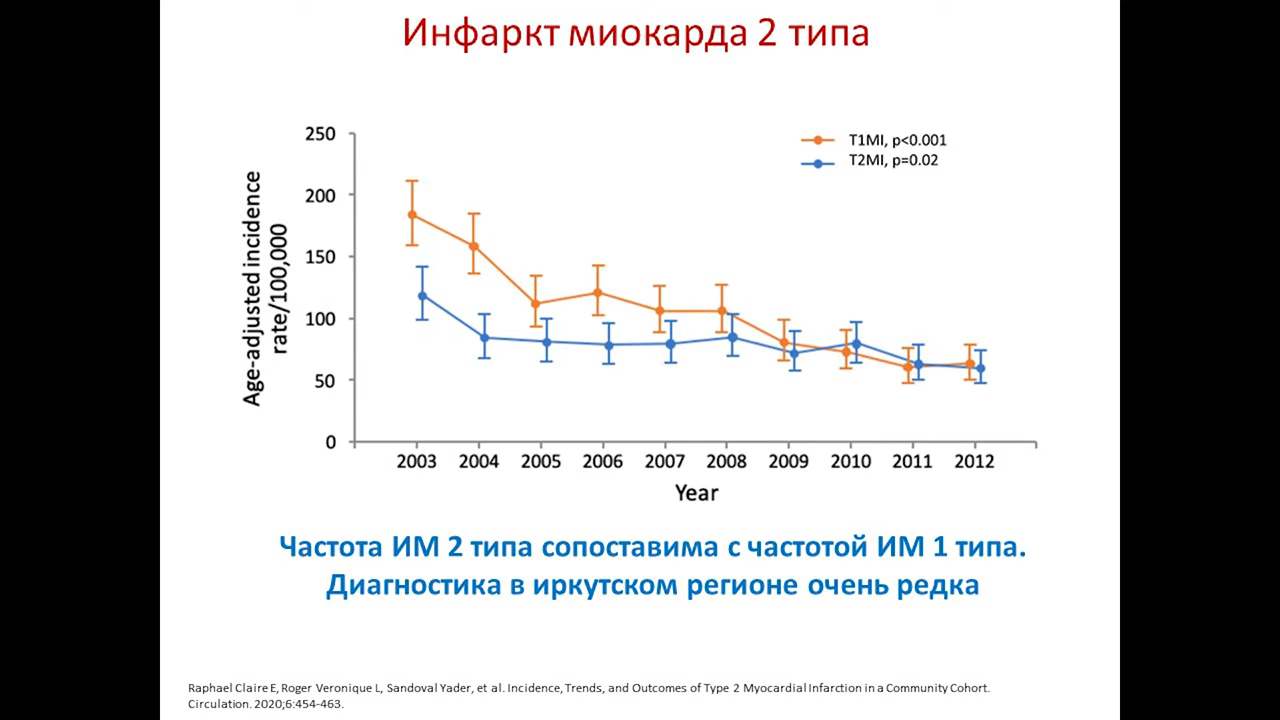 Инфаркт миокарда 2 типа
T1MI, p<0.001
T2MI, p=0.02
Age-adjusted incidence
rate/100,000
250
200
150
100
50
0
2003 2004 2005 2006 2007 2008 2009 2010 2011 2012
Year
Частота ИМ 2 типа сопоставима с частотой ИМ 1 типа.
Диагностика в иркутском регионе очень редка
Raphael Claire E, Roger Veronique L, Sandoval Yader, et al. Incidence, Trends, and Outcomes of Type 2 Myocardial Infarction in a Community Cohort.
Circulation. 2020;6:454-463.